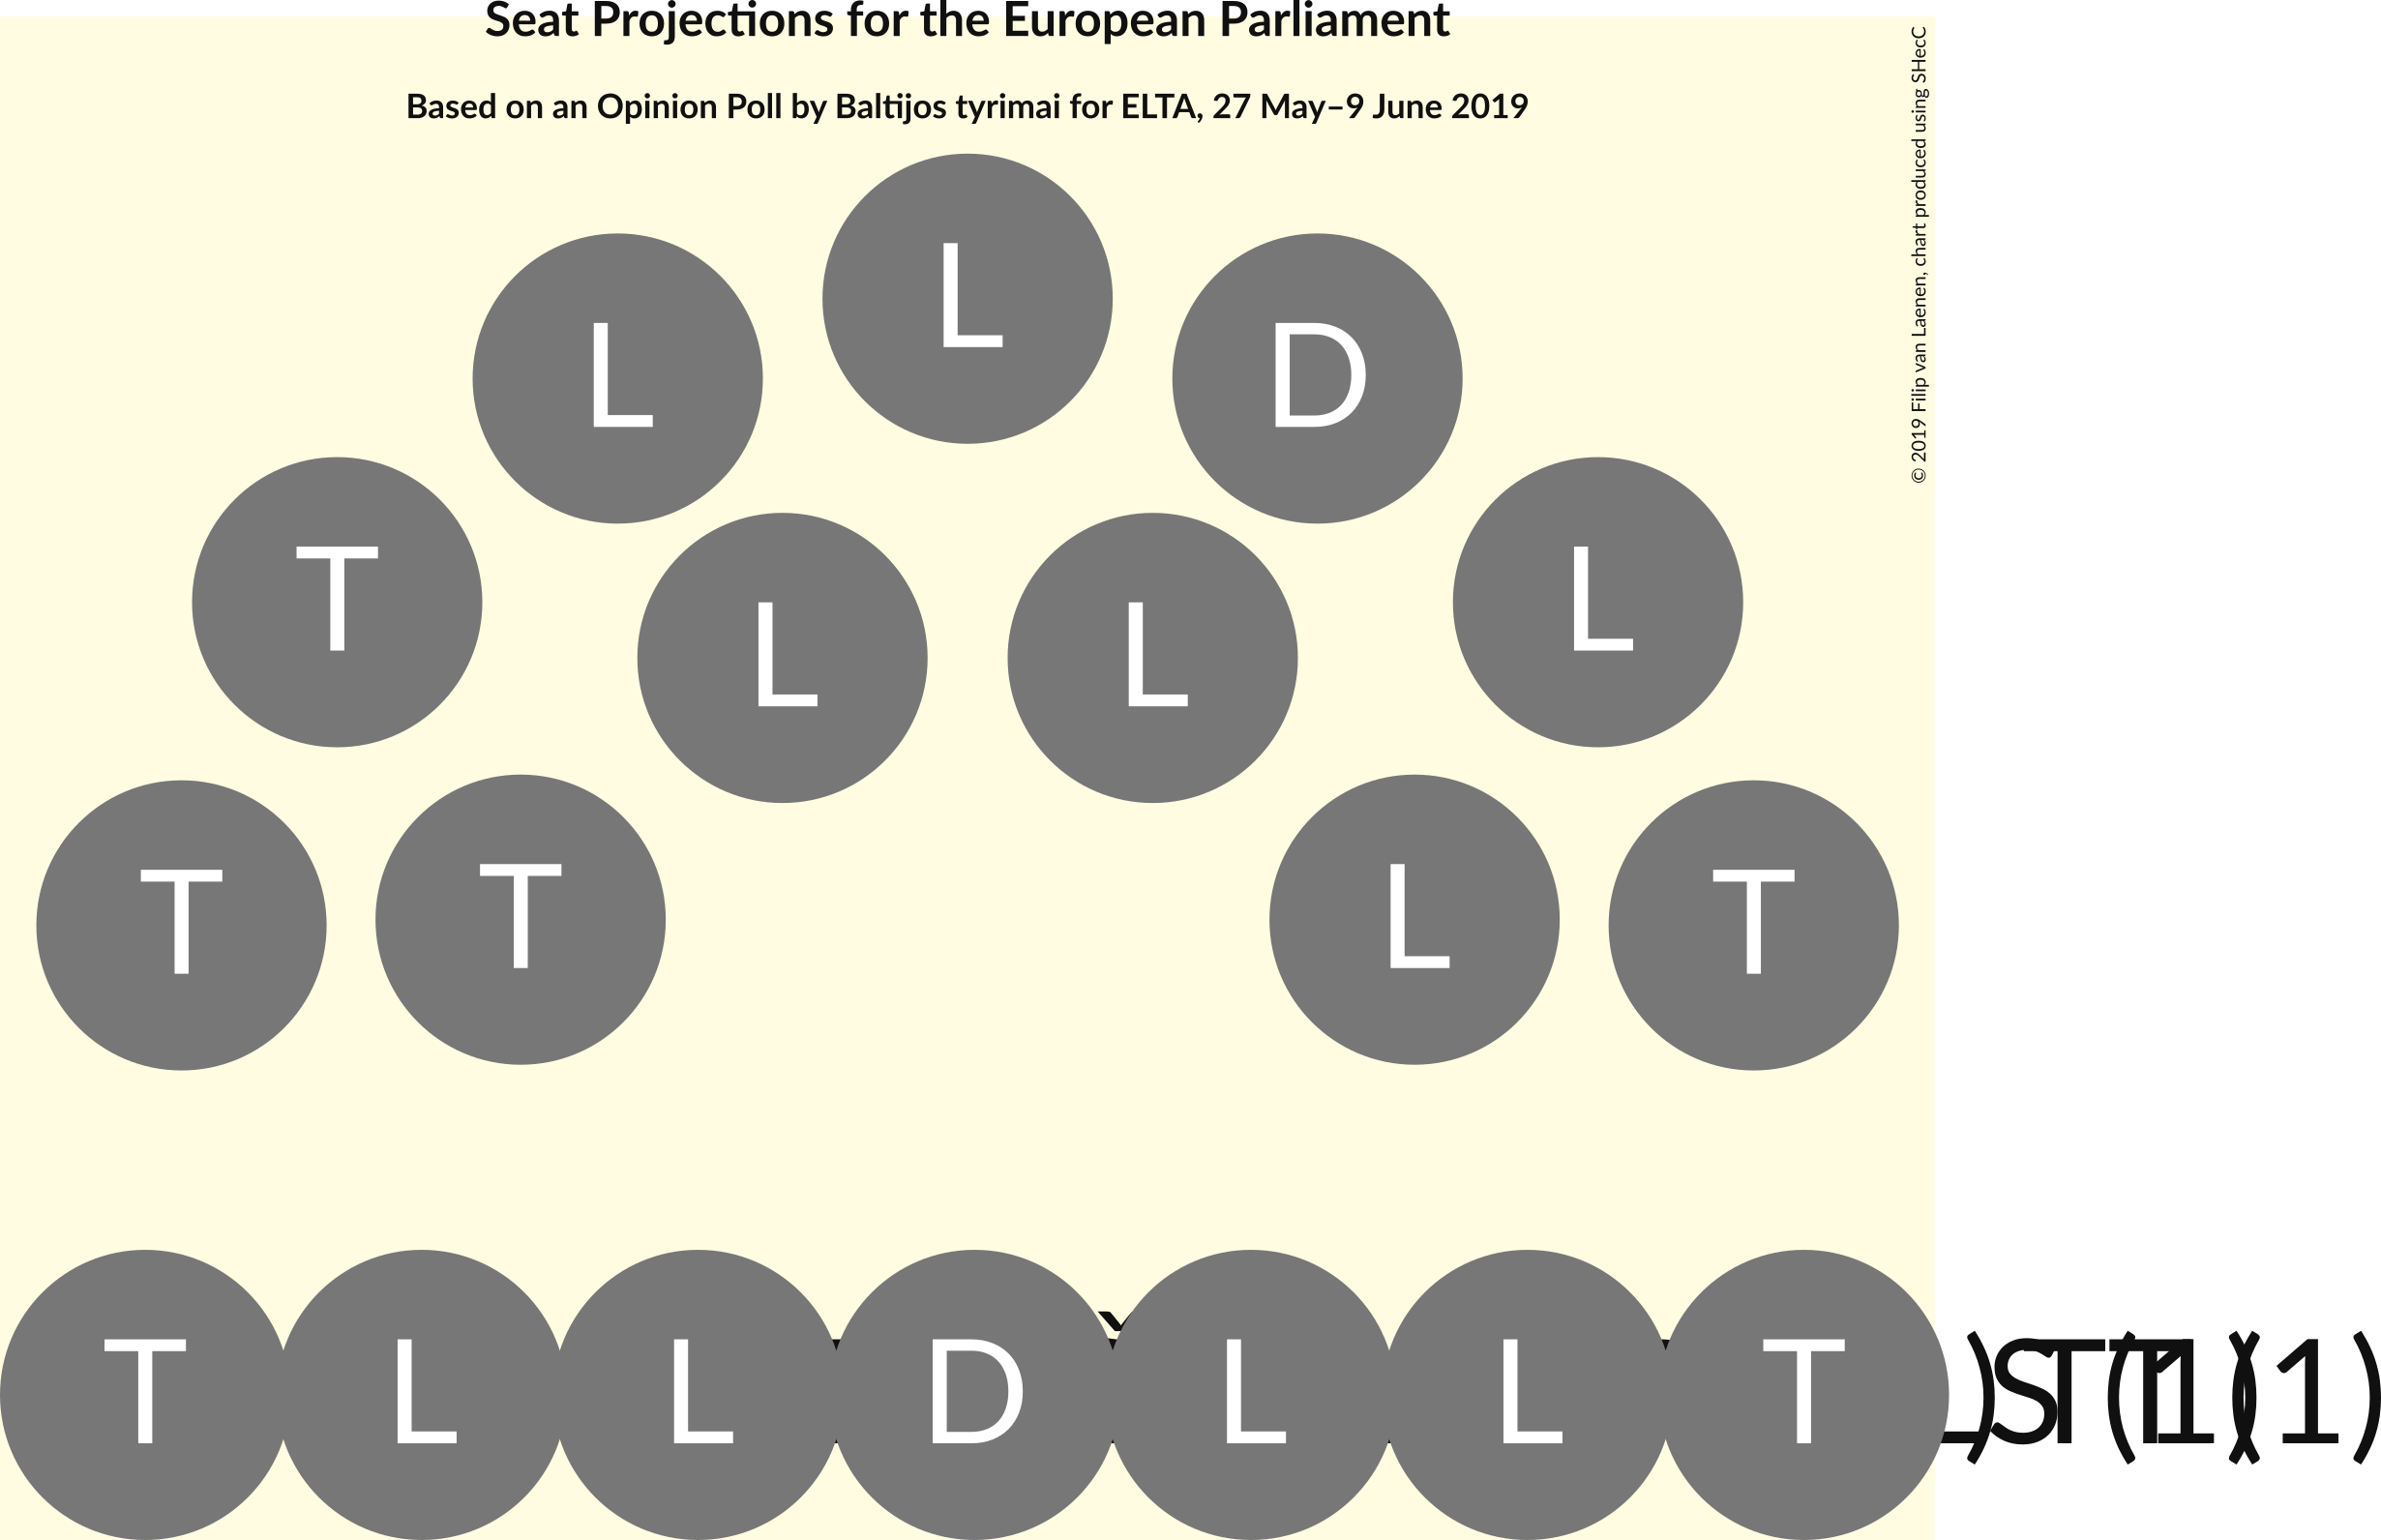 Seat Projections for the European Parliament
Based on an Opinion Poll by Baltijos tyrimai for ELTA, 27 May–9 June 2019
© 2019 Filip van Laenen, chart produced using SHecC
L
L
D
T
L
L
L
T
T
L
T
T
L
L
D
L
L
T